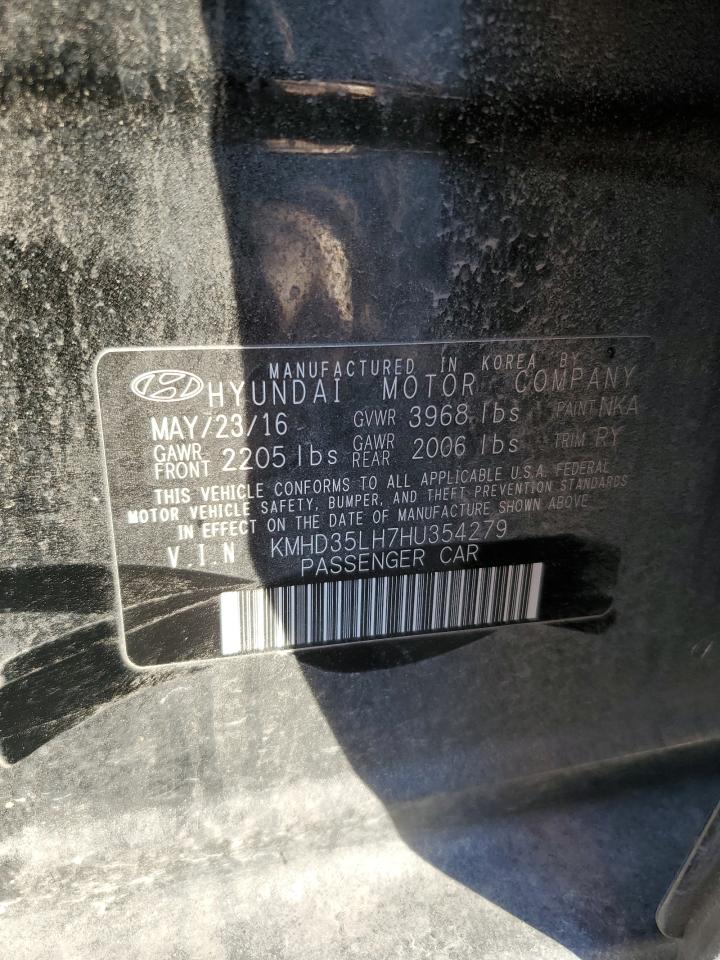 MANUFACTURED IN KOREA BY
HYUNDAI MOTOR COMPANY
MAY/23/16 GVWR 3968 lbs PAINT NKA
GAWR FRONT 2205 lbs GAWR REAR 2006 lbs TRIM RY
THIS VEHICLE CONFORMS TO ALL APPLICABLE U.S.A. FEDERAL
MOTOR VEHICLE SAFETY, BUMPER, AND THEFT PREVENTION STANDARDS
IN EFFECT ON THE DATE OF MANUFACTURE SHOWN ABOVE
V.I.N KMHD35LH7HU354279
PASSENGER CAR